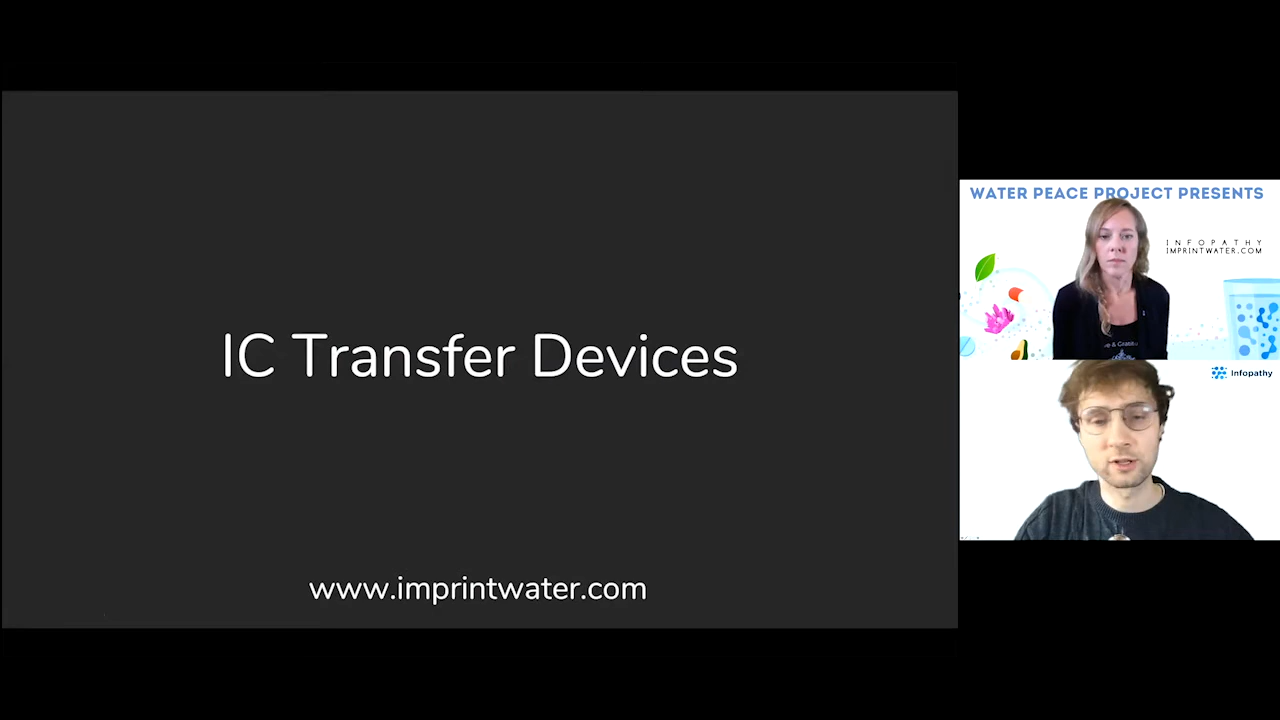 IC Transfer Devices
www.imprintwater.com
WATER PEACE PROJECT PRESENTS
INFOPATHY
IMPRINTWATER.COM
Infopathy